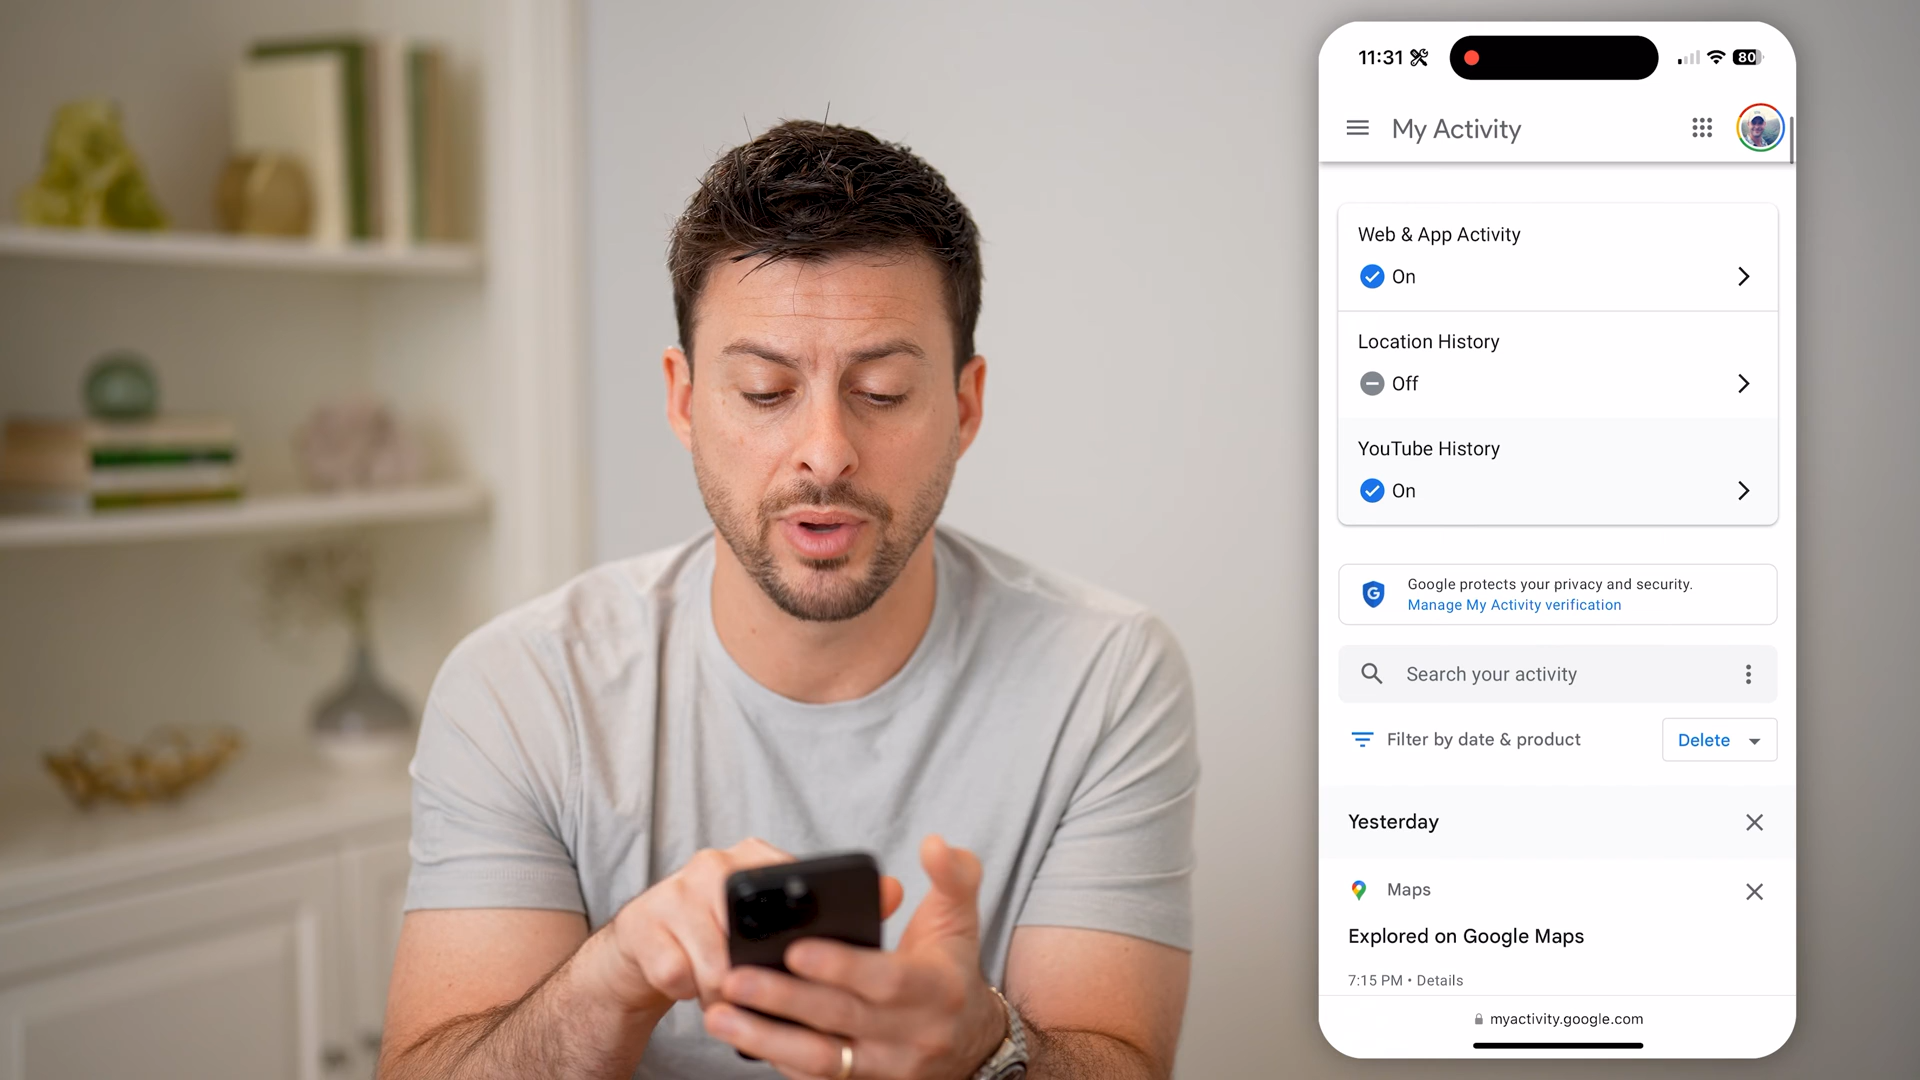 11:31
80
My Activity
Web & App Activity
On
Location History
Off
YouTube History
On
Google protects your privacy and security.
Manage My Activity verification
Search your activity
Filter by date & product
Delete
Yesterday
Maps
Explored on Google Maps
7:15 PM • Details
myactivity.google.com